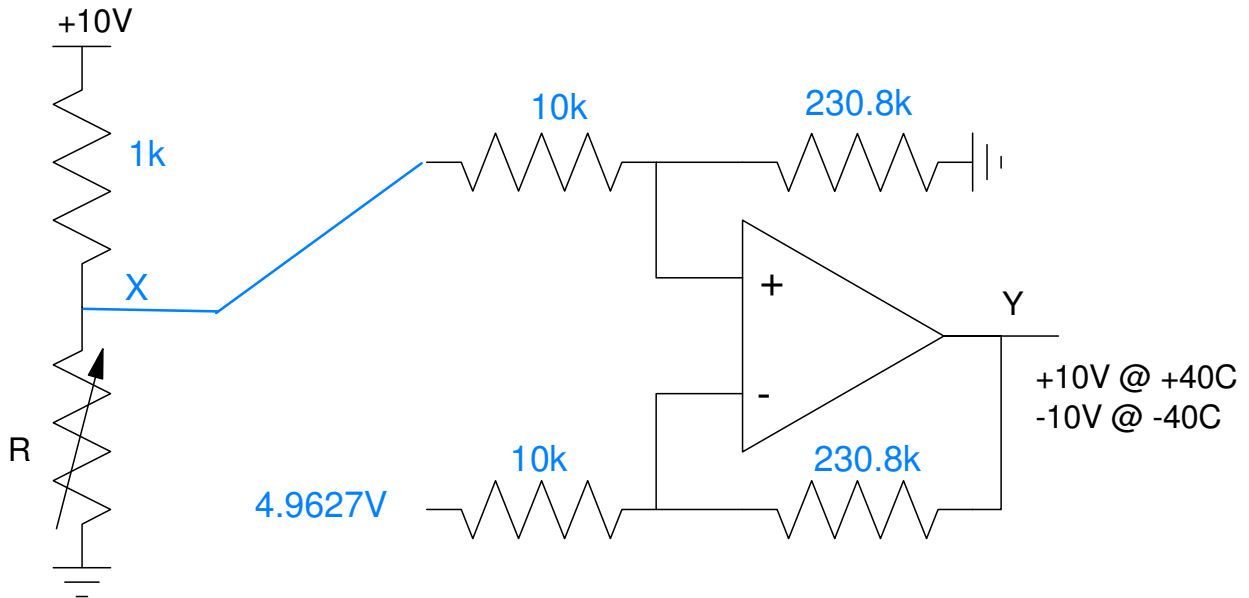 +10V
1k
X
R
10k
230.8k
+
-
Y
+10V @ +40C
-10V @ -40C
10k
230.8k
4.9627V